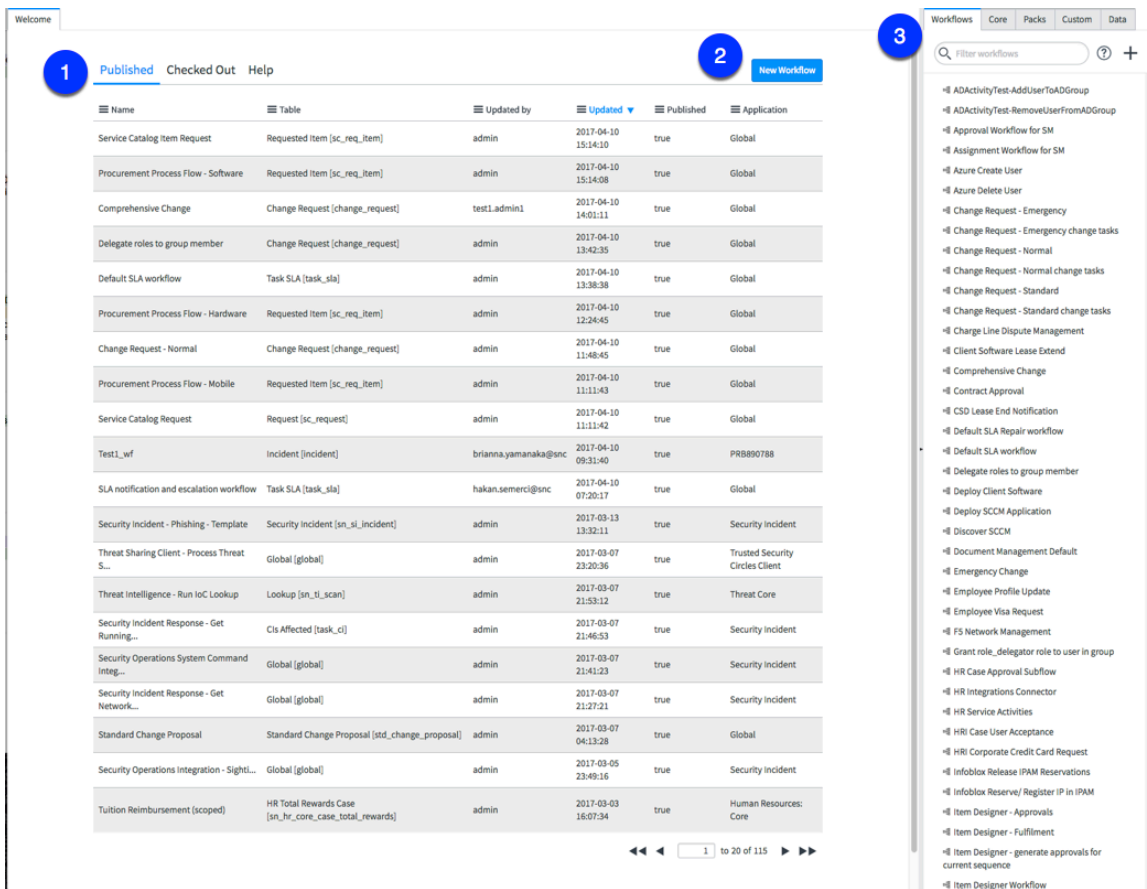 Welcome
1
Published Checked Out Help
2
New Workflow
Name Table Updated by Updated Published Application
Service Catalog Item Request Requested Item [sc_req_item] admin 2017-04-10 15:14:10 true Global
Procurement Process Flow - Software Requested Item [sc_req_item] admin 2017-04-10 15:14:08 true Global
Comprehensive Change Change Request [change_request] test1.admin1 2017-04-10 14:01:11 true Global
Delegate roles to group member Change Request [change_request] admin 2017-04-10 13:42:35 true Global
Default SLA workflow Task SLA [task_sla] admin 2017-04-10 13:38:38 true Global
Procurement Process Flow - Hardware Requested Item [sc_req_item] admin 2017-04-10 12:24:45 true Global
Change Request - Normal Change Request [change_request] admin 2017-04-10 11:48:45 true Global
Procurement Process Flow - Mobile Requested Item [sc_req_item] admin 2017-04-10 11:11:43 true Global
Service Catalog Request Request [sc_request] admin 2017-04-10 11:11:42 true Global
Test1_wf Incident [incident] brianna.yamanaka@snc 2017-04-10 09:31:40 true PRB890788
SLA notification and escalation workflow Task SLA [task_sla] hakan.semerci@snc 2017-04-10 07:20:17 true Global
Security Incident - Phishing - Template Security Incident [sn_si_incident] admin 2017-03-13 13:32:11 true Security Incident
Threat Sharing Client - Process Threat S... Global [global] admin 2017-03-07 23:20:36 true Trusted Security Circles Client
Threat Intelligence - Run IoC Lookup Lookup [sn_ti_scan] admin 2017-03-07 21:53:12 true Threat Core
Security Incident Response - Get Running... CIs Affected [task_ci] admin 2017-03-07 21:46:53 true Security Incident
Security Operations System Command Integ... Global [global] admin 2017-03-07 21:41:23 true Security Incident
Security Incident Response - Get Network... Global [global] admin 2017-03-07 21:27:21 true Security Incident
Standard Change Proposal Standard Change Proposal [std_change_proposal] admin 2017-03-07 04:13:28 true Global
Security Operations Integration - Sighti... Global [global] admin 2017-03-05 23:49:16 true Security Incident
Tuition Reimbursement (scoped) HR Total Rewards Case [sn_hr_core_case_total_rewards] admin 2017-03-03 16:07:34 true Human Resources: Core
1 to 20 of 115
3
Workflows Core Packs Custom Data
Filter workflows
ADActivityTest-AddUserToADGroup
ADActivityTest-RemoveUserFromADGroup
Approval Workflow for SM
Assignment Workflow for SM
Azure Create User
Azure Delete User
Change Request - Emergency
Change Request - Emergency change tasks
Change Request - Normal
Change Request - Normal change tasks
Change Request - Standard
Change Request - Standard change tasks
Charge Line Dispute Management
Client Software Lease Extend
Comprehensive Change
Contract Approval
CSD Lease End Notification
Default SLA Repair workflow
Default SLA workflow
Delegate roles to group member
Deploy Client Software
Deploy SCCM Application
Discover SCCM
Document Management Default
Emergency Change
Employee Profile Update
Employee Visa Request
F5 Network Management
Grant role_delegator role to user in group
HR Case Approval Subflow
HR Integrations Connector
HR Service Activities
HRI Case User Acceptance
HRI Corporate Credit Card Request
Infoblox Release IPAM Reservations
Infoblox Reserve/ Register IP in IPAM
Item Designer - Approvals
Item Designer - Fulfilment
Item Designer - generate approvals for
current sequence
Item Designer Workflow